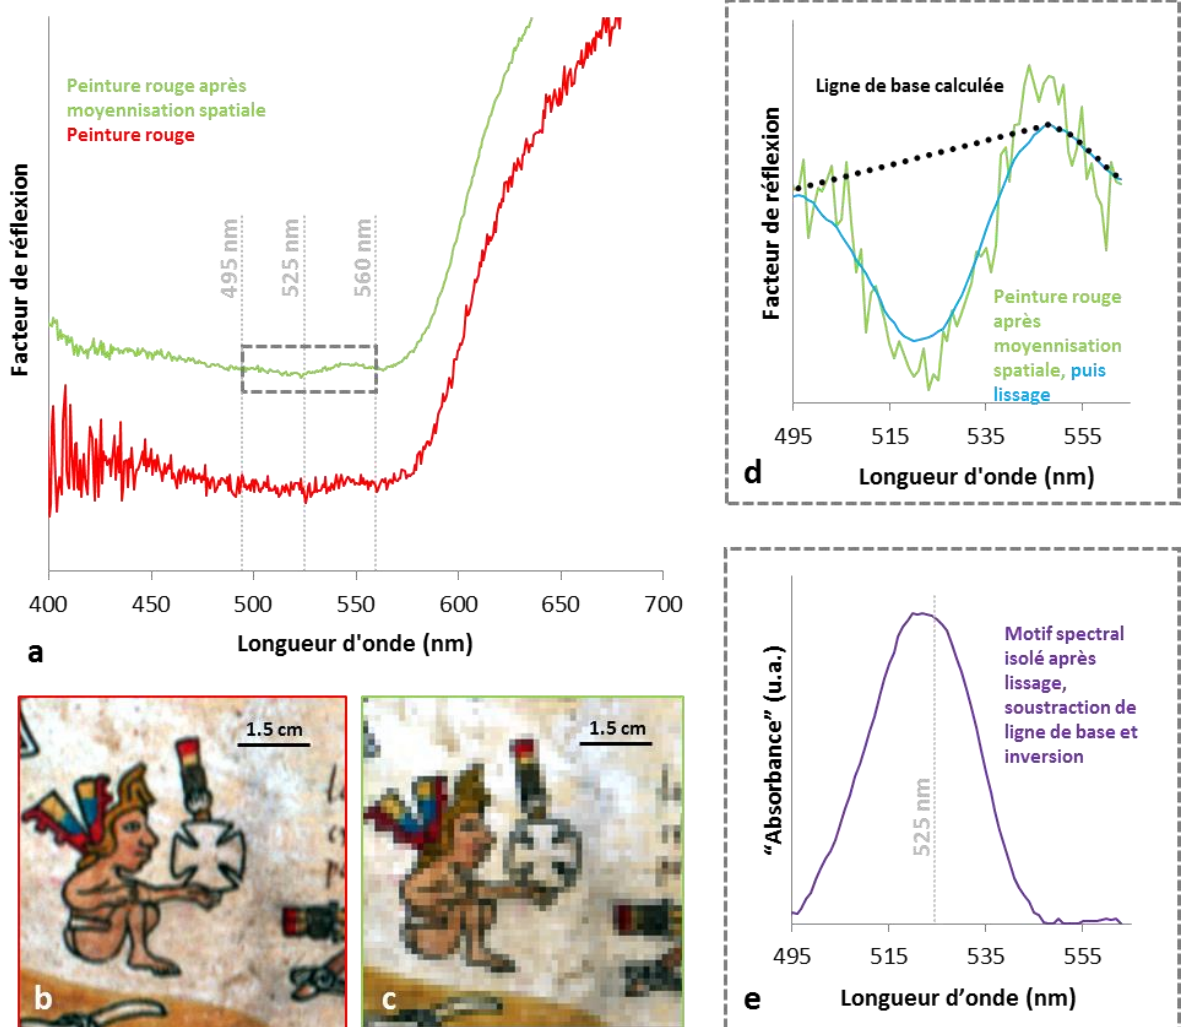 Peinture rouge après
moyennisation spatiale
Peinture rouge
Facteur de réflexion
495 nm
525 nm
560 nm
400
450
500
550
600
650
700
Longueur d'onde (nm)
a
1.5 cm
b
1.5 cm
c
Ligne de base calculée
Facteur de réflexion
Peinture rouge
après
moyennisation
spatiale, puis
lissage
495
515
535
555
d
Longueur d'onde (nm)
“Absorbance” (u.a.)
Motif spectral
isolé après
lissage,
soustraction de
ligne de base et
inversion
525 nm
495
515
535
555
e
Longueur d’onde (nm)